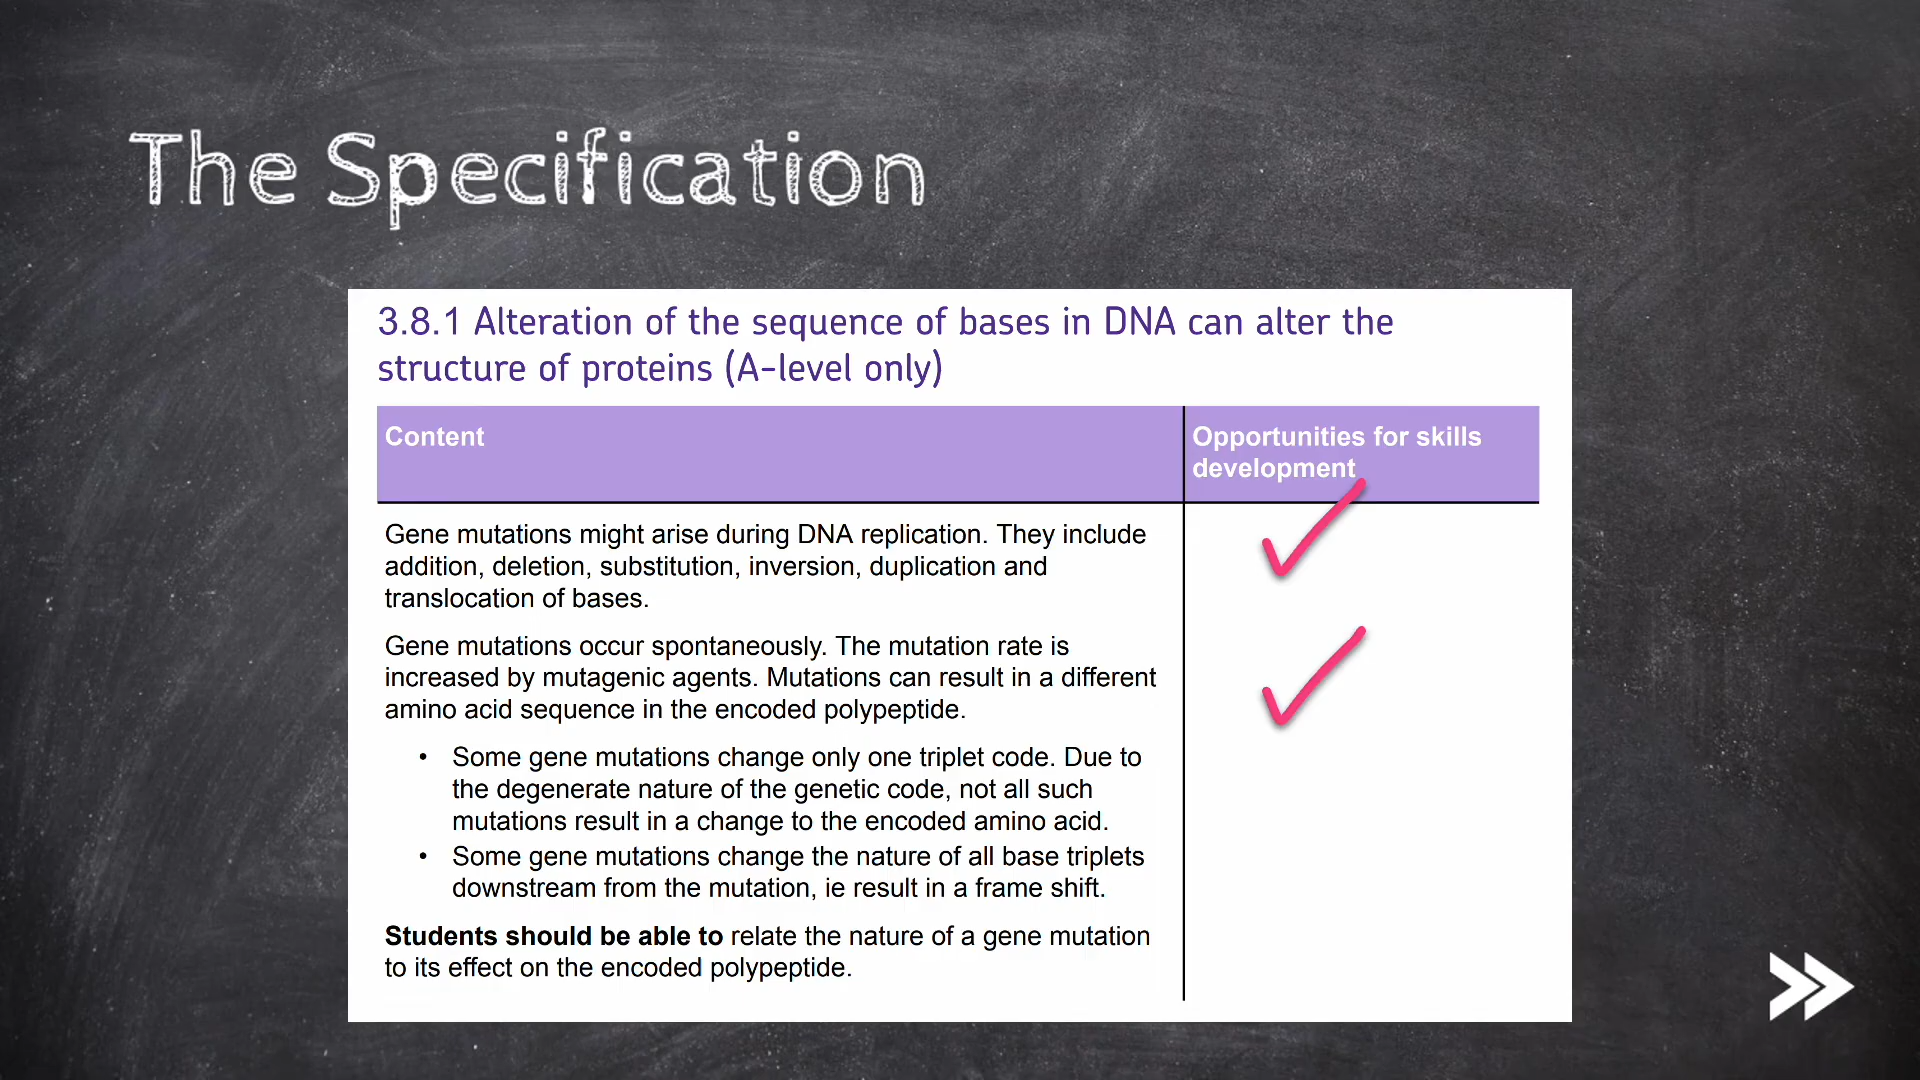 The Specification
3.8.1 Alteration of the sequence of bases in DNA can alter the
structure of proteins (A-level only)
Content
Opportunities for skills
development
Gene mutations might arise during DNA replication. They include
addition, deletion, substitution, inversion, duplication and
translocation of bases.
Gene mutations occur spontaneously. The mutation rate is
increased by mutagenic agents. Mutations can result in a different
amino acid sequence in the encoded polypeptide.
• Some gene mutations change only one triplet code. Due to
the degenerate nature of the genetic code, not all such
mutations result in a change to the encoded amino acid.
• Some gene mutations change the nature of all base triplets
downstream from the mutation, ie result in a frame shift.
Students should be able to relate the nature of a gene mutation
to its effect on the encoded polypeptide.